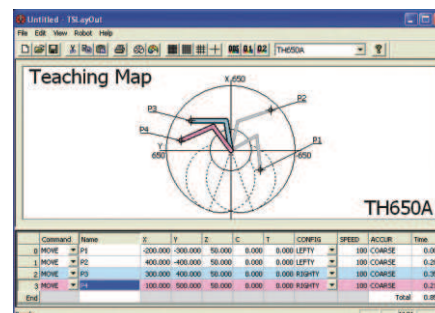 Untitled - TSLayOut
File Edit View Robot Help
TH650A
Teaching Map
X 650
P3
P2
P4
P1
Y
650
-650
TH650A
Command Name X Y Z C T CONFIG SPEED ACCUR Time
0 MOVE P1 -200.000 -300.000 50.000 0.000 0.000 LEFTY 100 COARSE
1 MOVE P2 400.000 -400.000 50.000 0.000 0.000 LEFTY 100 COARSE
2 MOVE P3 300.000 400.000 50.000 0.000 0.000 RIGHTY 100 COARSE
3 MOVE P4 100.000 500.000 50.000 0.000 0.000 RIGHTY 100 COARSE
End Total